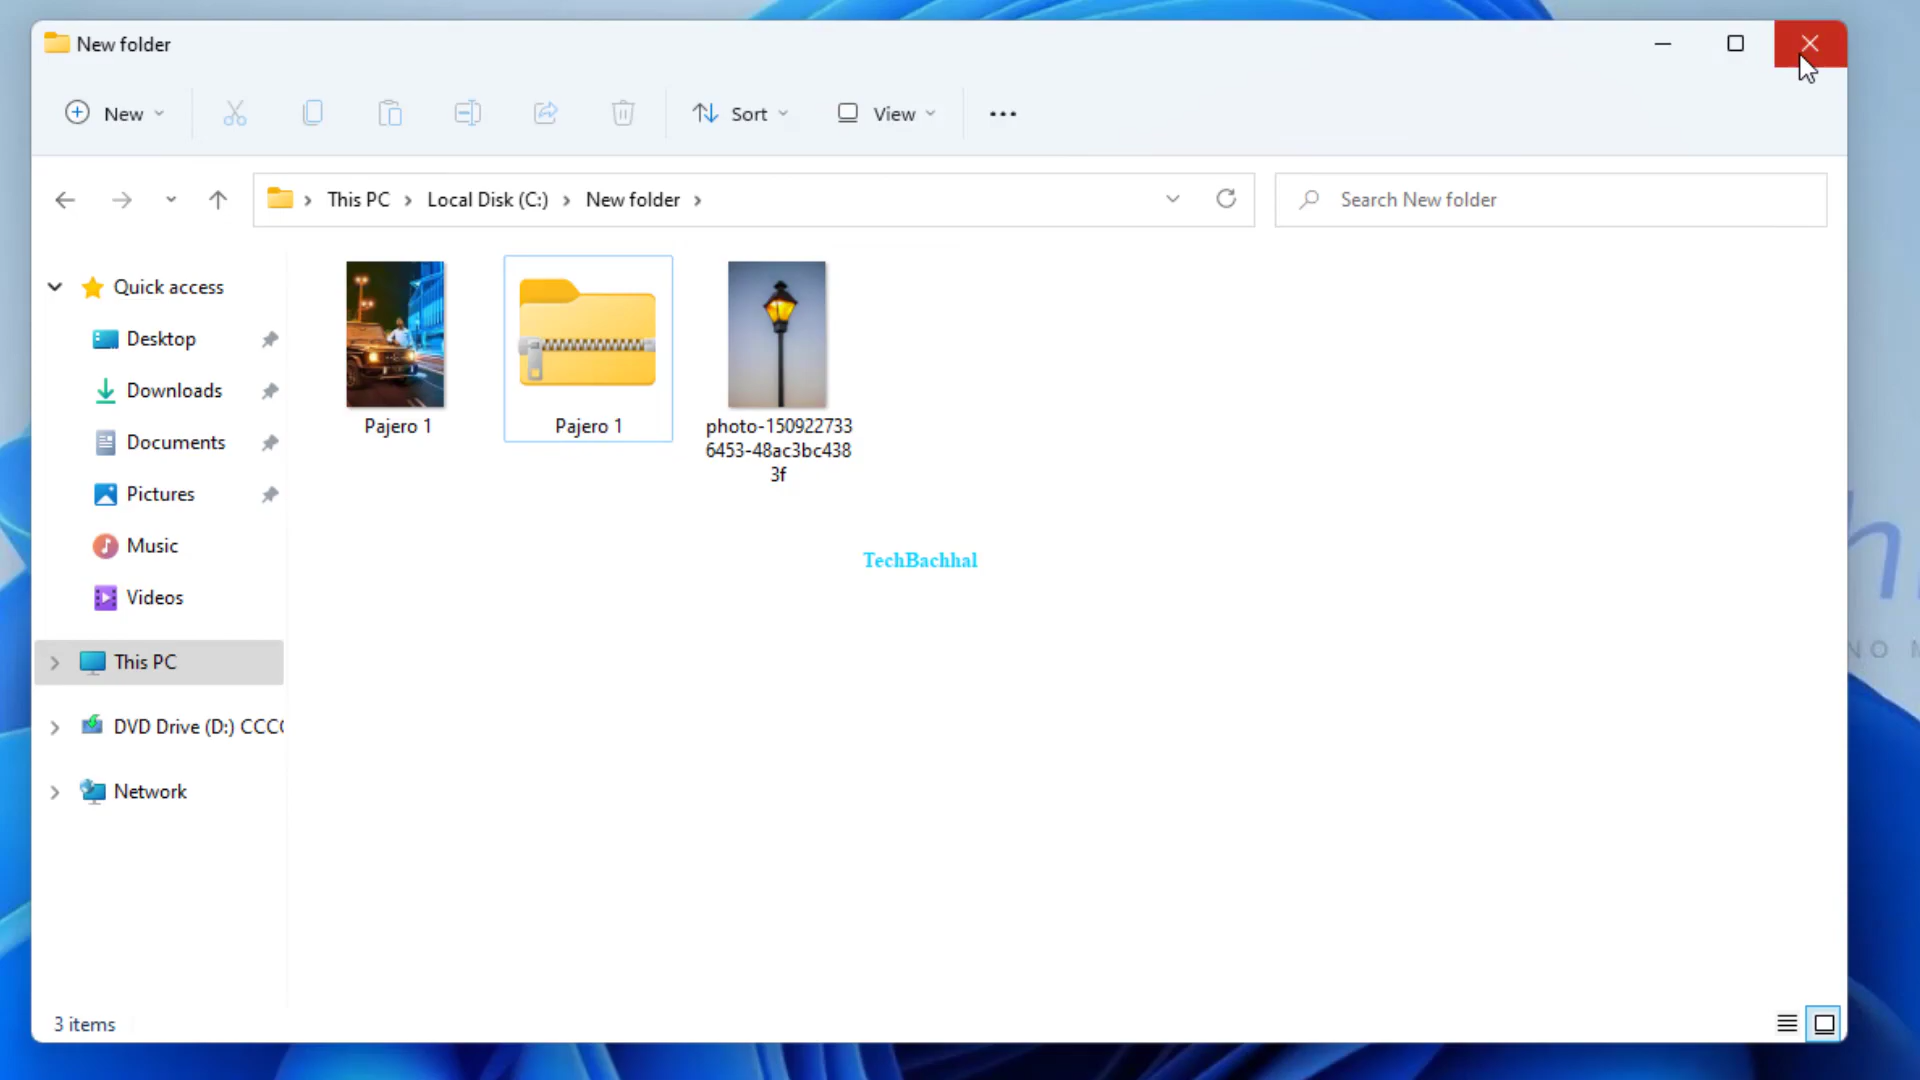 New folder
New
Sort
View
This PC
Local Disk (C:)
New folder
Search New folder
Quick access
Desktop
Downloads
Documents
Pictures
Music
Videos
This PC
DVD Drive (D:) CCC
Network
Pajero 1
Pajero 1
photo-150922733
6453-48ac3bc438
3f
TechBachhal
h
NO
3 items